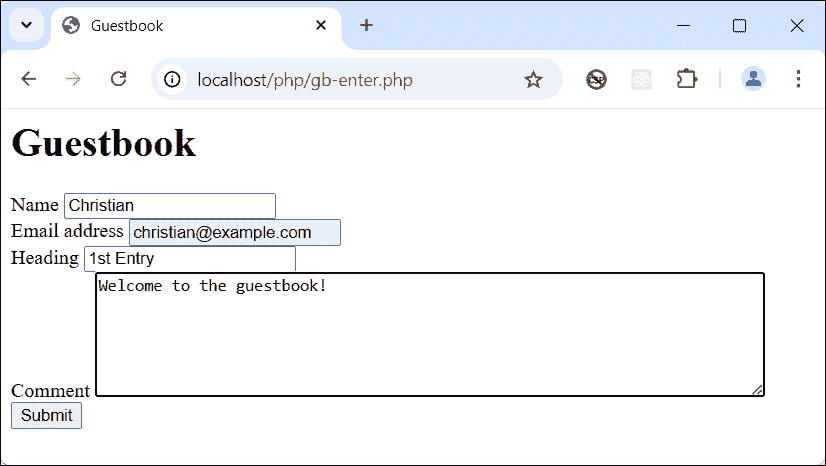 Guestbook
localhost/php/gb-enter.php
CSP
Guestbook
Name Christian
Email address christian@example.com
Heading 1st Entry
Welcome to the guestbook!
Comment
Submit